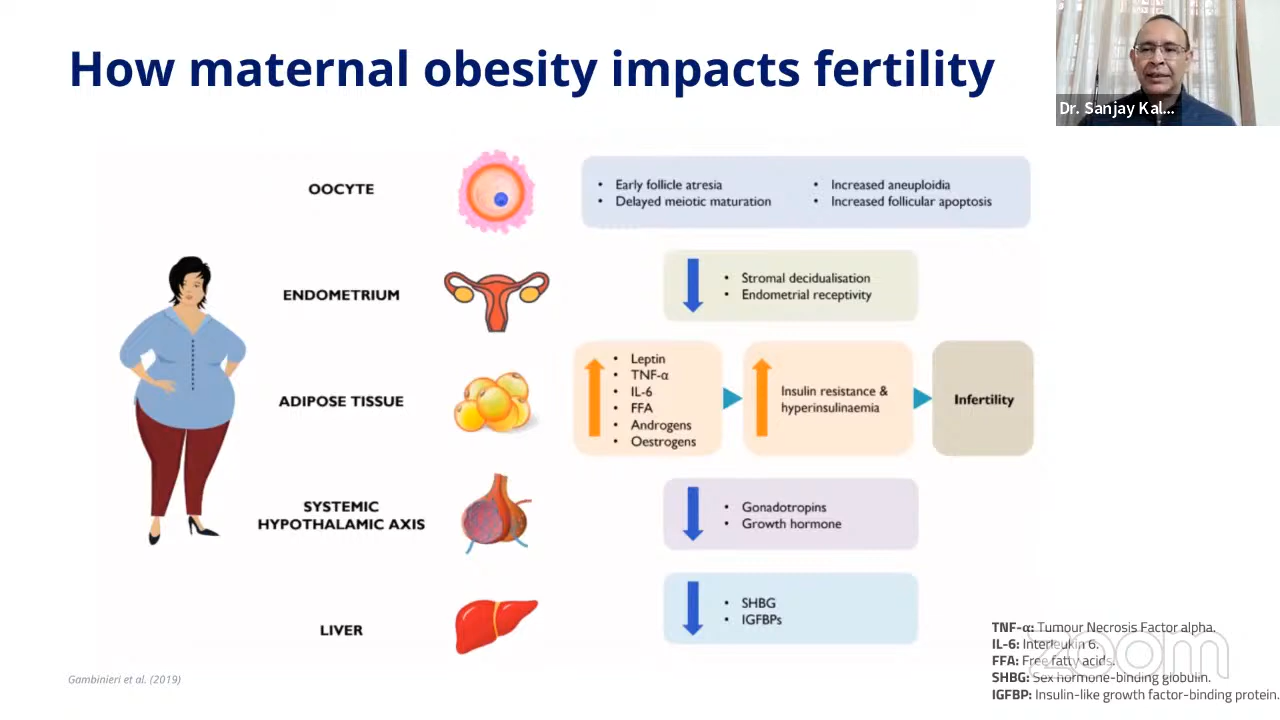 How maternal obesity impacts fertility
Dr. Sanjay Kal...
OOCYTE
• Early follicle atresia
• Delayed meiotic maturation
• Increased aneuploidia
• Increased follicular apoptosis
ENDOMETRIUM
• Stromal decidualisation
• Endometrial receptivity
ADIPOSE TISSUE
• Leptin
• TNF-α
• IL-6
• FFA
• Androgens
• Oestrogens
Insulin resistance &
hyperinsulinaemia
Infertility
SYSTEMIC
HYPOTHALAMIC AXIS
• Gonadotropins
• Growth hormone
LIVER
• SHBG
• IGFBPs
TNF-α: Tumour Necrosis Factor alpha.
IL-6: Interleukin 6.
FFA: Free fatty acids.
SHBG: Sex hormone-binding globulin.
IGFBP: Insulin-like growth factor-binding protein.
zoom
Gambinieri et al. (2019)